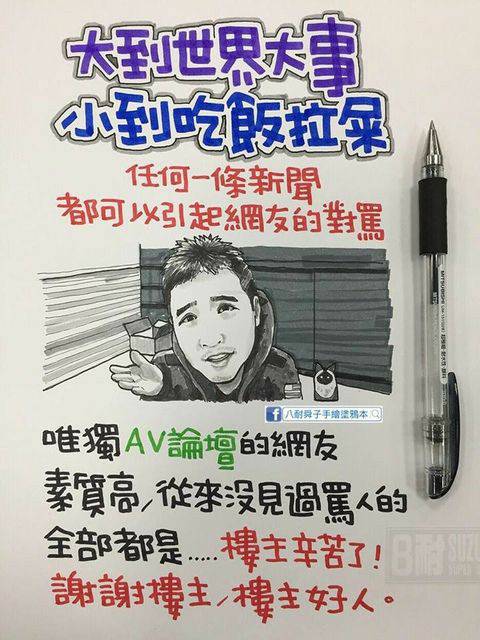 大到世界大事
小到吃飯拉屎
任何一條新聞
都可以引起網友的對罵
八耐舜子手繪塗鴉本
唯獨AV論壇的網友
素質高，從來沒見過罵人的
全部都是.....樓主辛苦了！
謝謝樓主，樓主好人。
MITSUBISHI
8耐 SUZU
SUPER